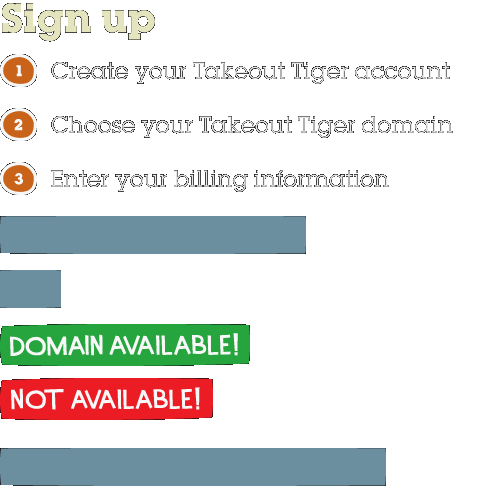 Sign up
1 Create your Takeout Tiger account
2 Choose your Takeout Tiger domain
3 Enter your billing information
DOMAIN AVAILABLE!
NOT AVAILABLE!